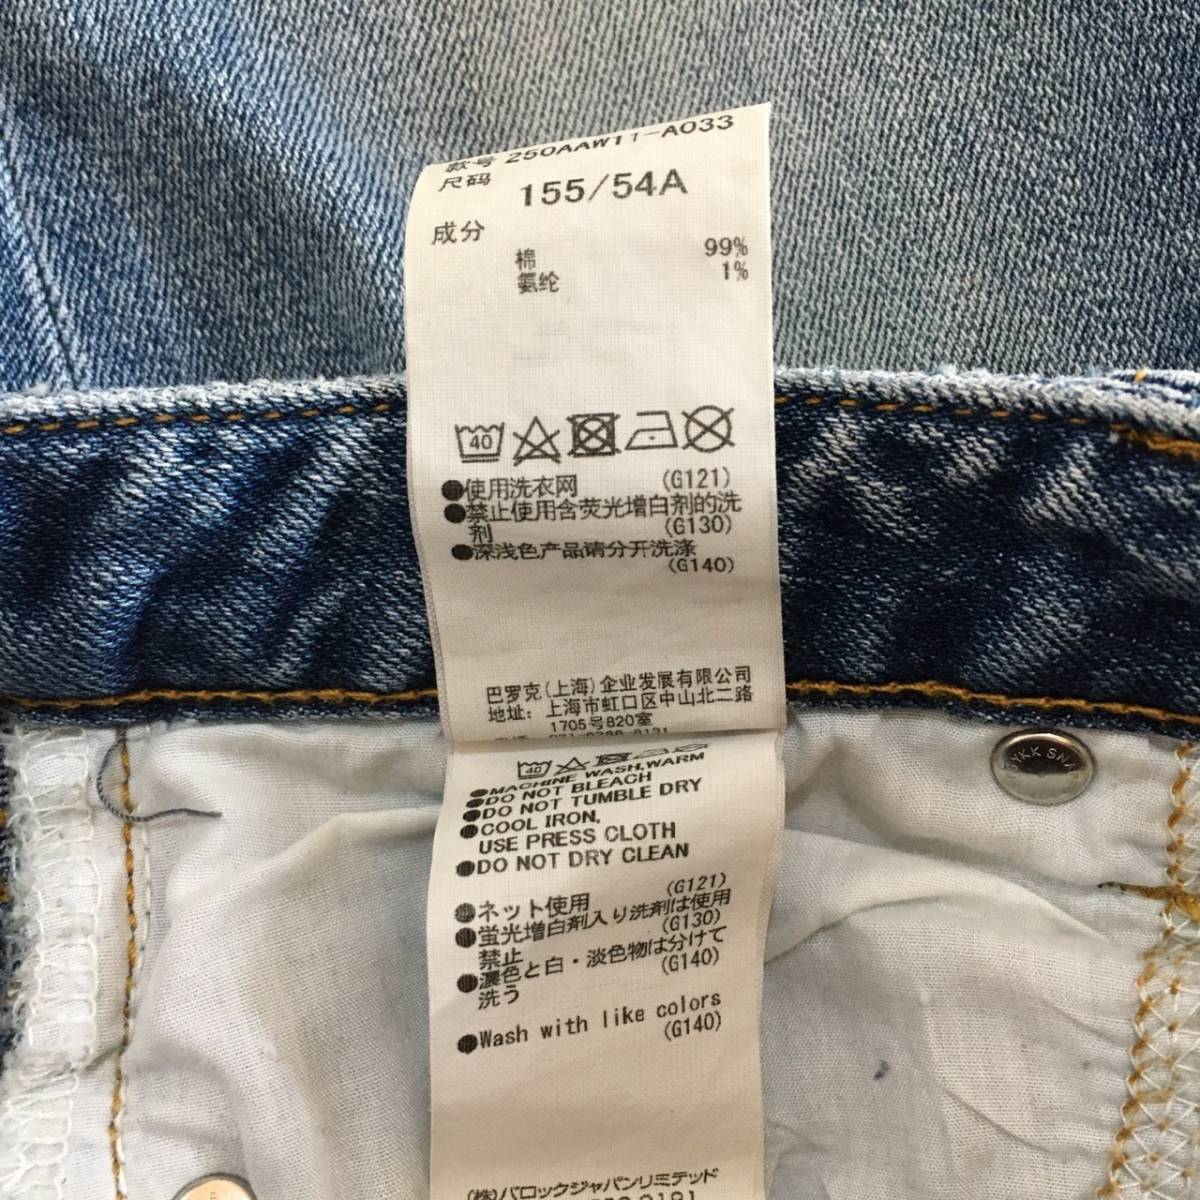 款号 250AAW11-A033
尺码 155/54A
成分
棉 99%
氨纶 1%
40
●使用洗衣网 (G121)
●禁止使用含荧光增白剂的洗
剂 (G130)
●深浅色产品请分开洗涤
(G140)
巴罗克(上海)企业发展有限公司
地址: 上海市虹口区中山北二路
1705号820室
40
●MACHINE WASH,WARM
●DO NOT BLEACH
●DO NOT TUMBLE DRY
●COOL IRON,
USE PRESS CLOTH
●DO NOT DRY CLEAN
●ネット使用 (G121)
●蛍光増白剤入り洗剤は使用
禁止 (G130)
●濃色と白・淡色物は分けて
洗う (G140)
●Wash with like colors
(G140)
(株)バロックジャパンリミテッド
YKK SNAP